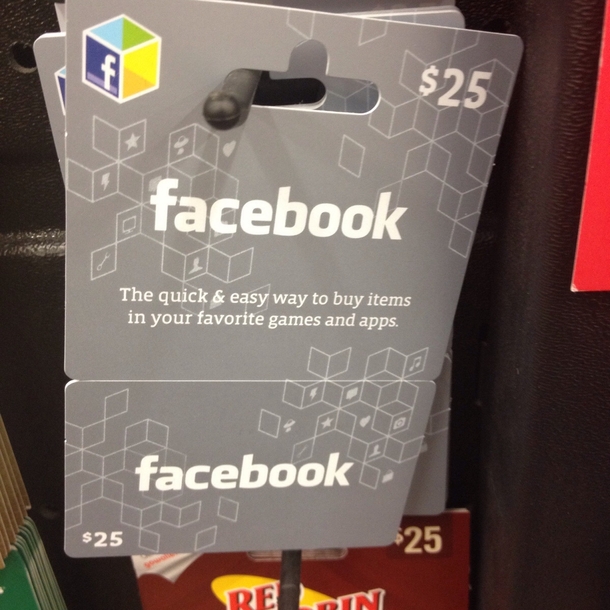 f
$25
facebook
The quick & easy way to buy items
in your favorite games and apps.
facebook
$25
$25